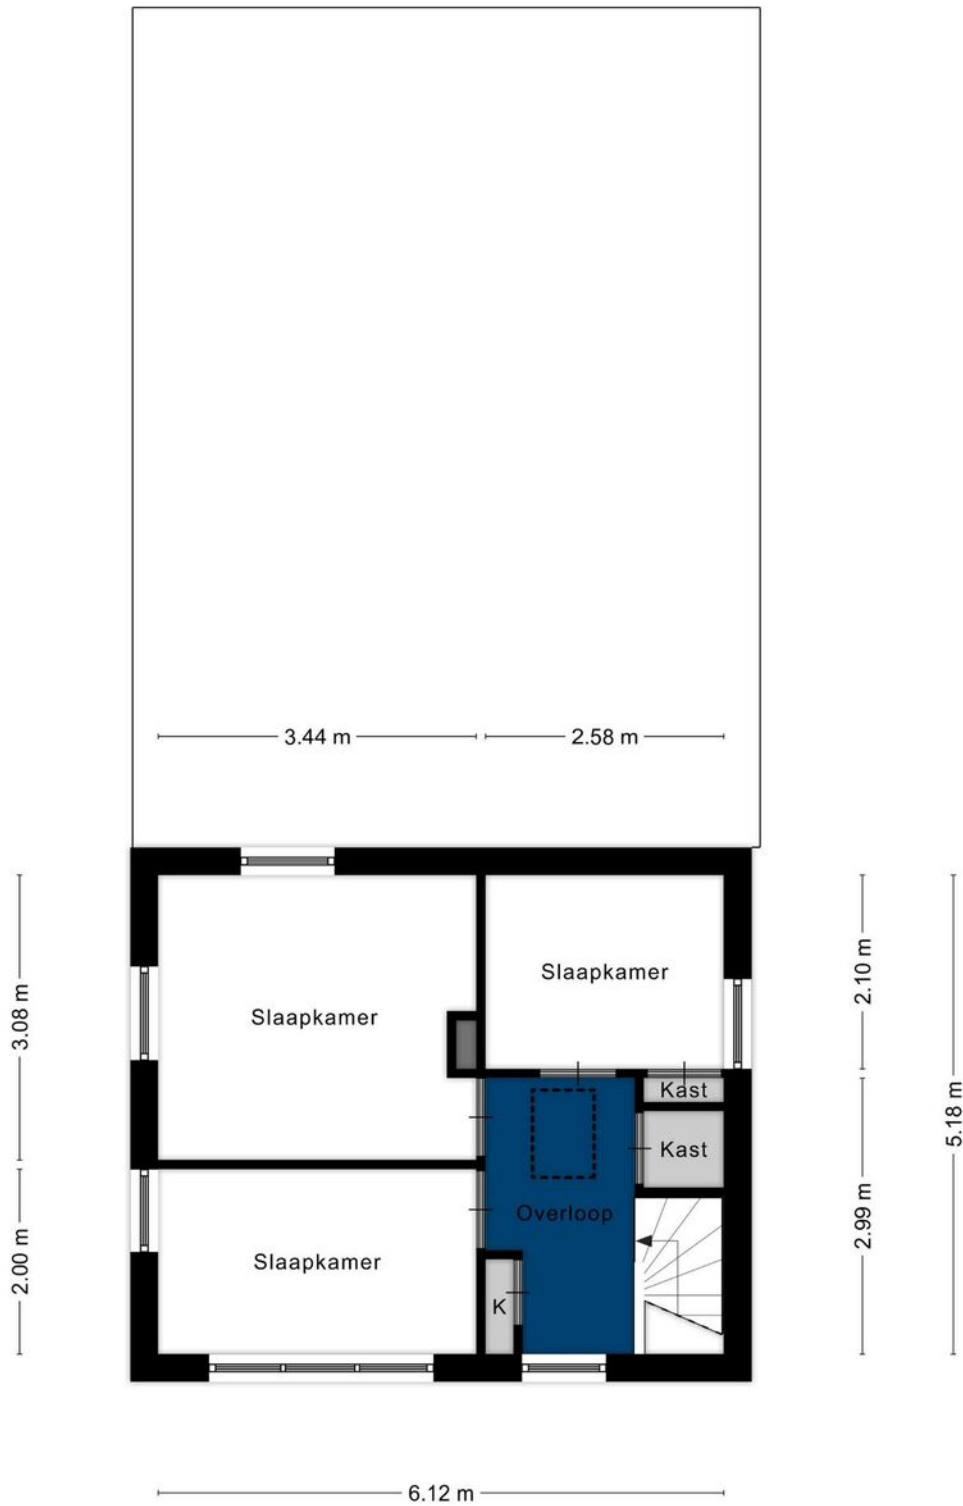 3.44 m
2.58 m
Slaapkamer
Slaapkamer
3.08 m
2.10 m
Kast
5.18 m
Kast
Overloop
2.99 m
Slaapkamer
2.00 m
K
6.12 m